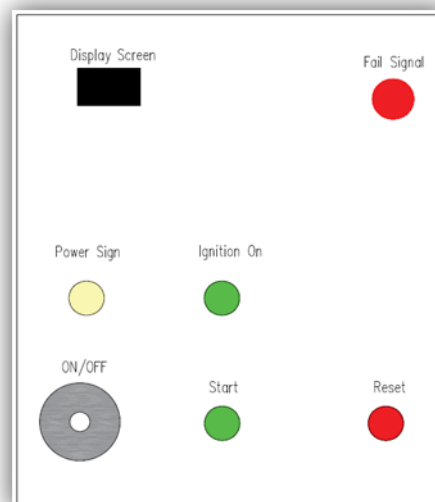 Display Screen
Fail Signal
Power Sign
Ignition On
ON/OFF
Start
Reset